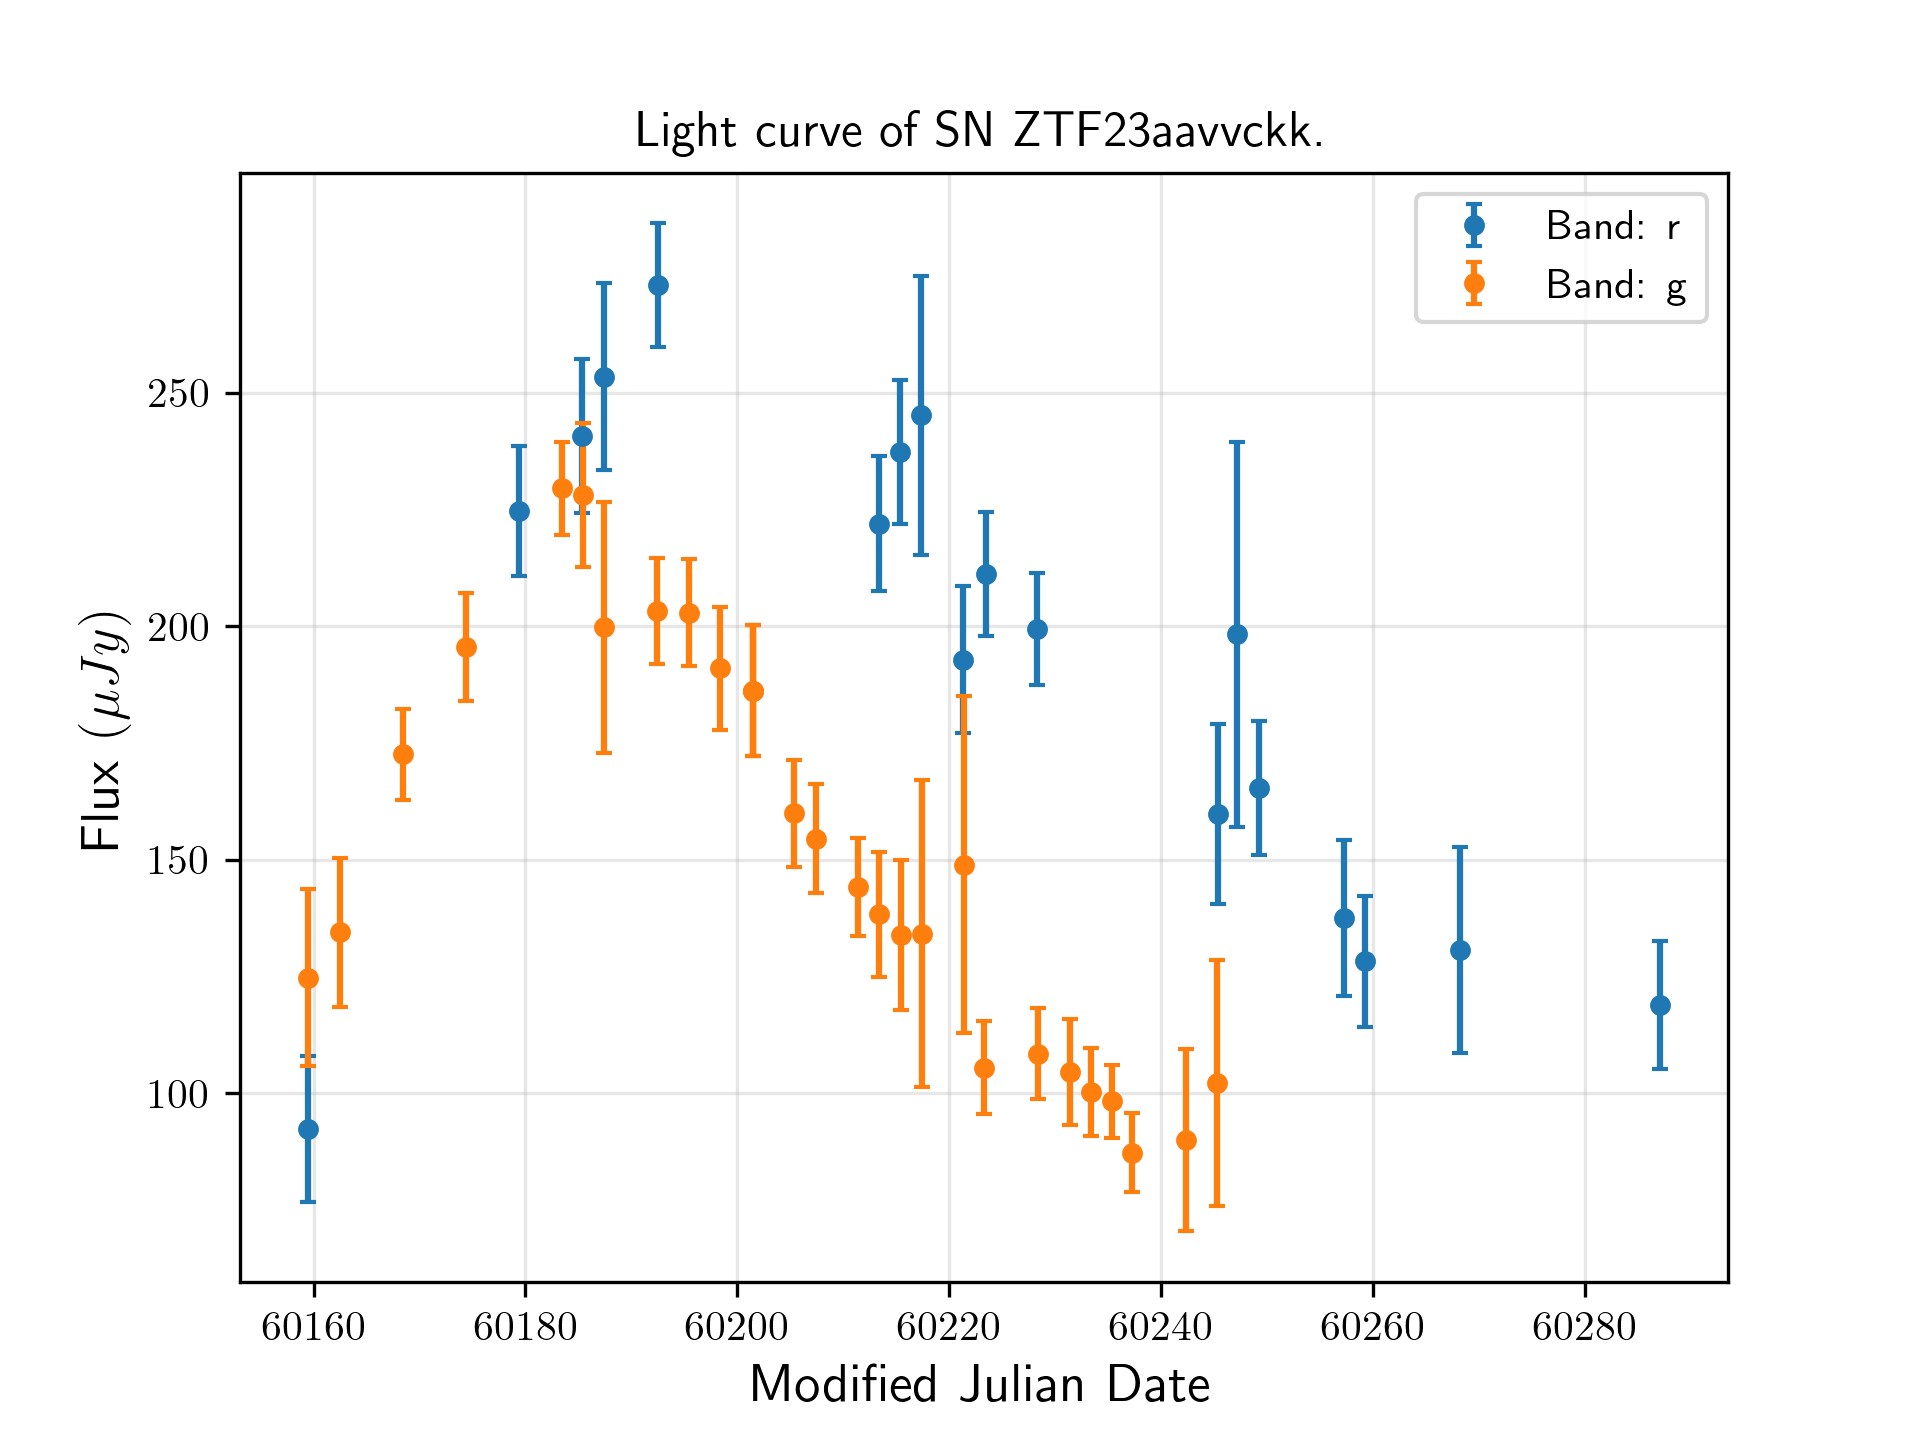 Light curve of SN ZTF23aavvckk.
Band: r
Band: g
Flux (μJy)
250
200
150
100
60160 60180 60200 60220 60240 60260 60280
Modified Julian Date